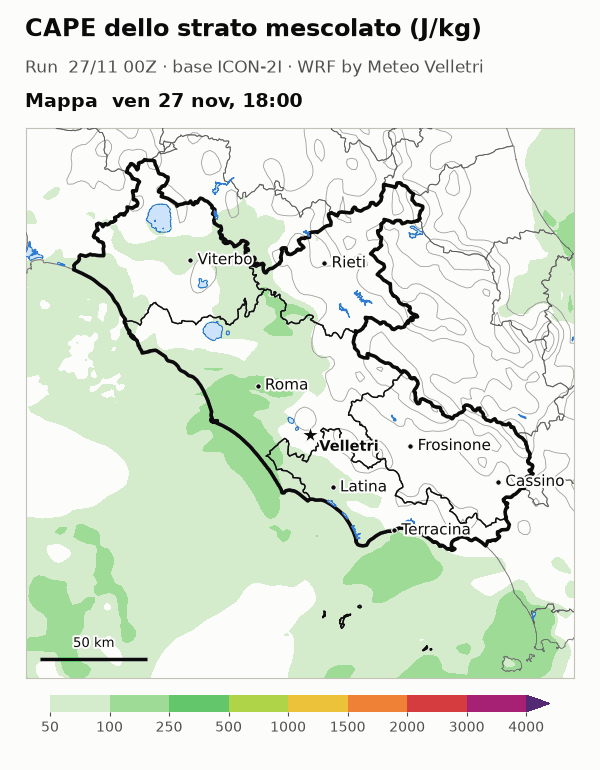 CAPE dello strato mescolato (J/kg)
Run  27/11 00Z · base ICON-2I · WRF by Meteo Velletri
Mappa  ven 27 nov, 18:00
Viterbo
Rieti
Roma
Velletri
Frosinone
Latina
Cassino
Terracina
50 km
50 100 250 500 1000 1500 2000 3000 4000